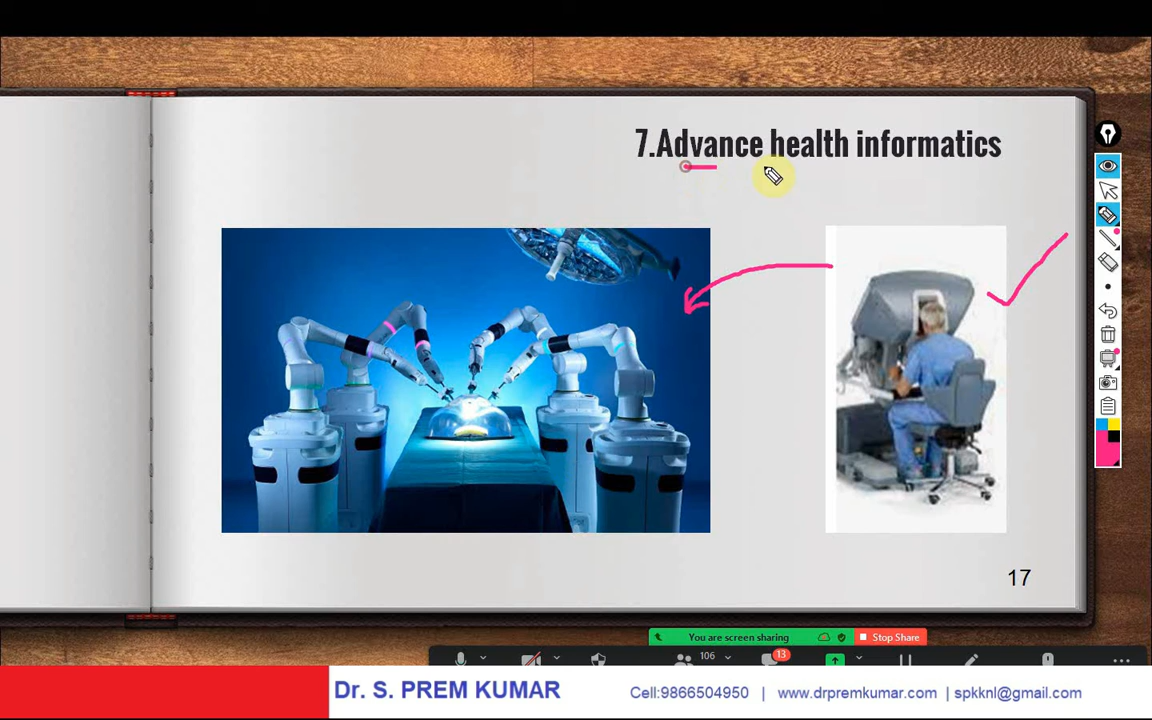 7.Advance health informatics
17
You are screen sharing
Stop Share
106
13
Dr. S. PREM KUMAR
Cell:9866504950 | www.drpremkumar.com | spkknl@gmail.com